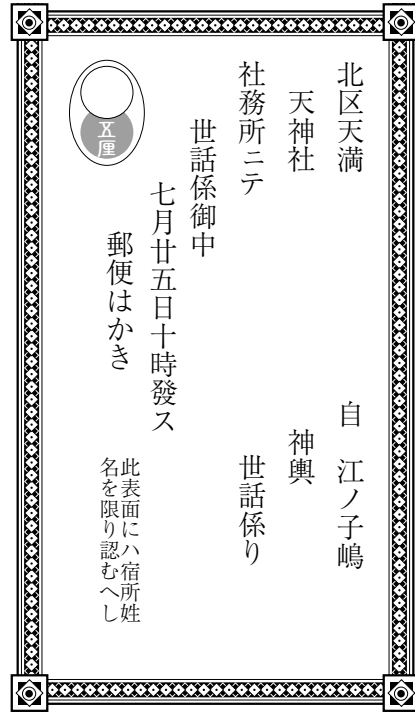 北区天満　自　江ノ子嶋
天神社　神輿
社務所ニテ　世話係り
世話係御中
七月廿五日十時發ス
郵便はかき
此表面にハ宿所姓
名を限り認むへし
五厘